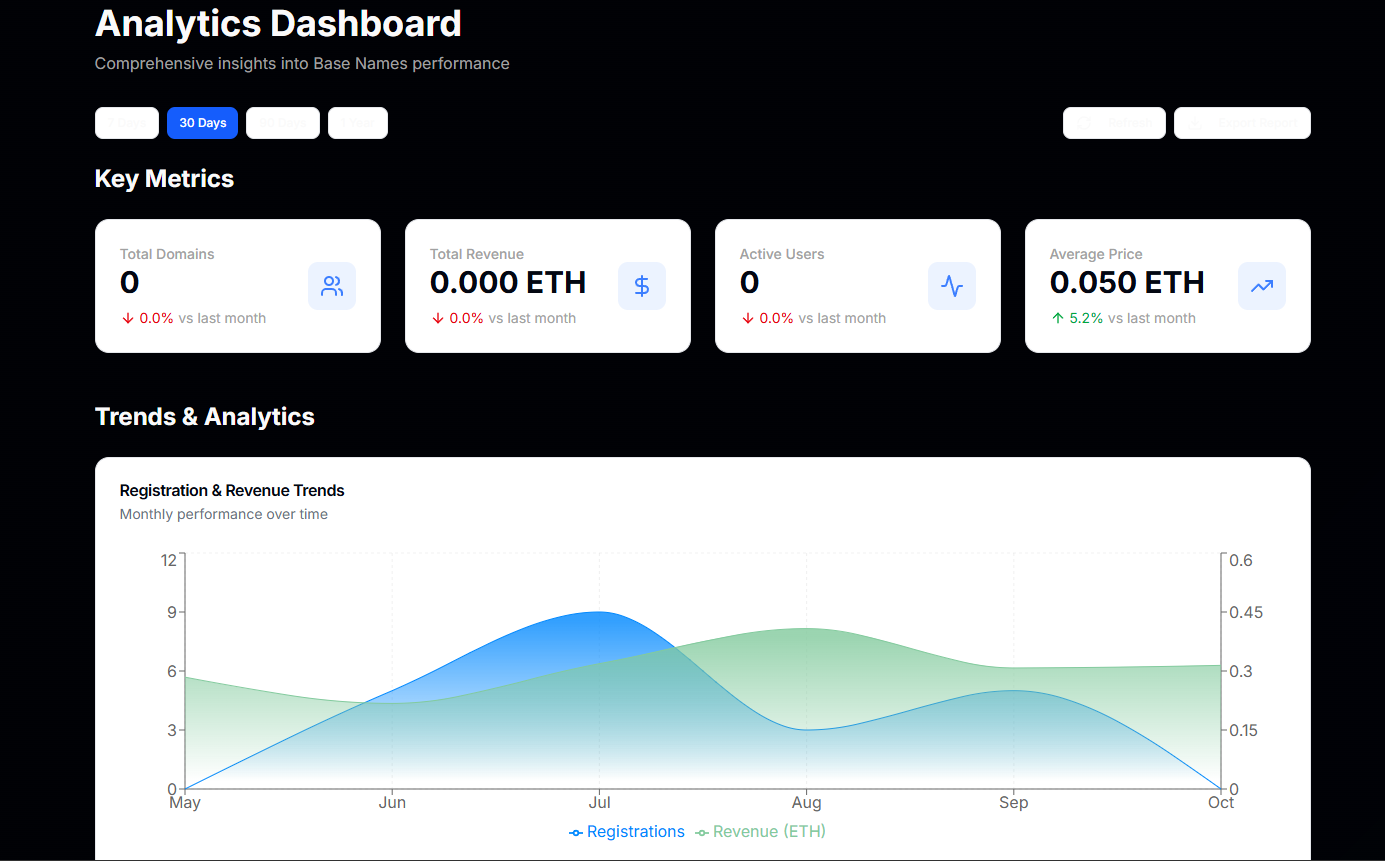 Analytics Dashboard
Comprehensive insights into Base Names performance
7 Days 30 Days 90 Days 1 Year Refresh Export Report
Key Metrics
Total Domains
0
0.0% vs last month
Total Revenue
0.000 ETH
0.0% vs last month
Active Users
0
0.0% vs last month
Average Price
0.050 ETH
5.2% vs last month
Trends & Analytics
Registration & Revenue Trends
Monthly performance over time
12 0.6
9 0.45
6 0.3
3 0.15
0 0
May Jun Jul Aug Sep Oct
Registrations Revenue (ETH)